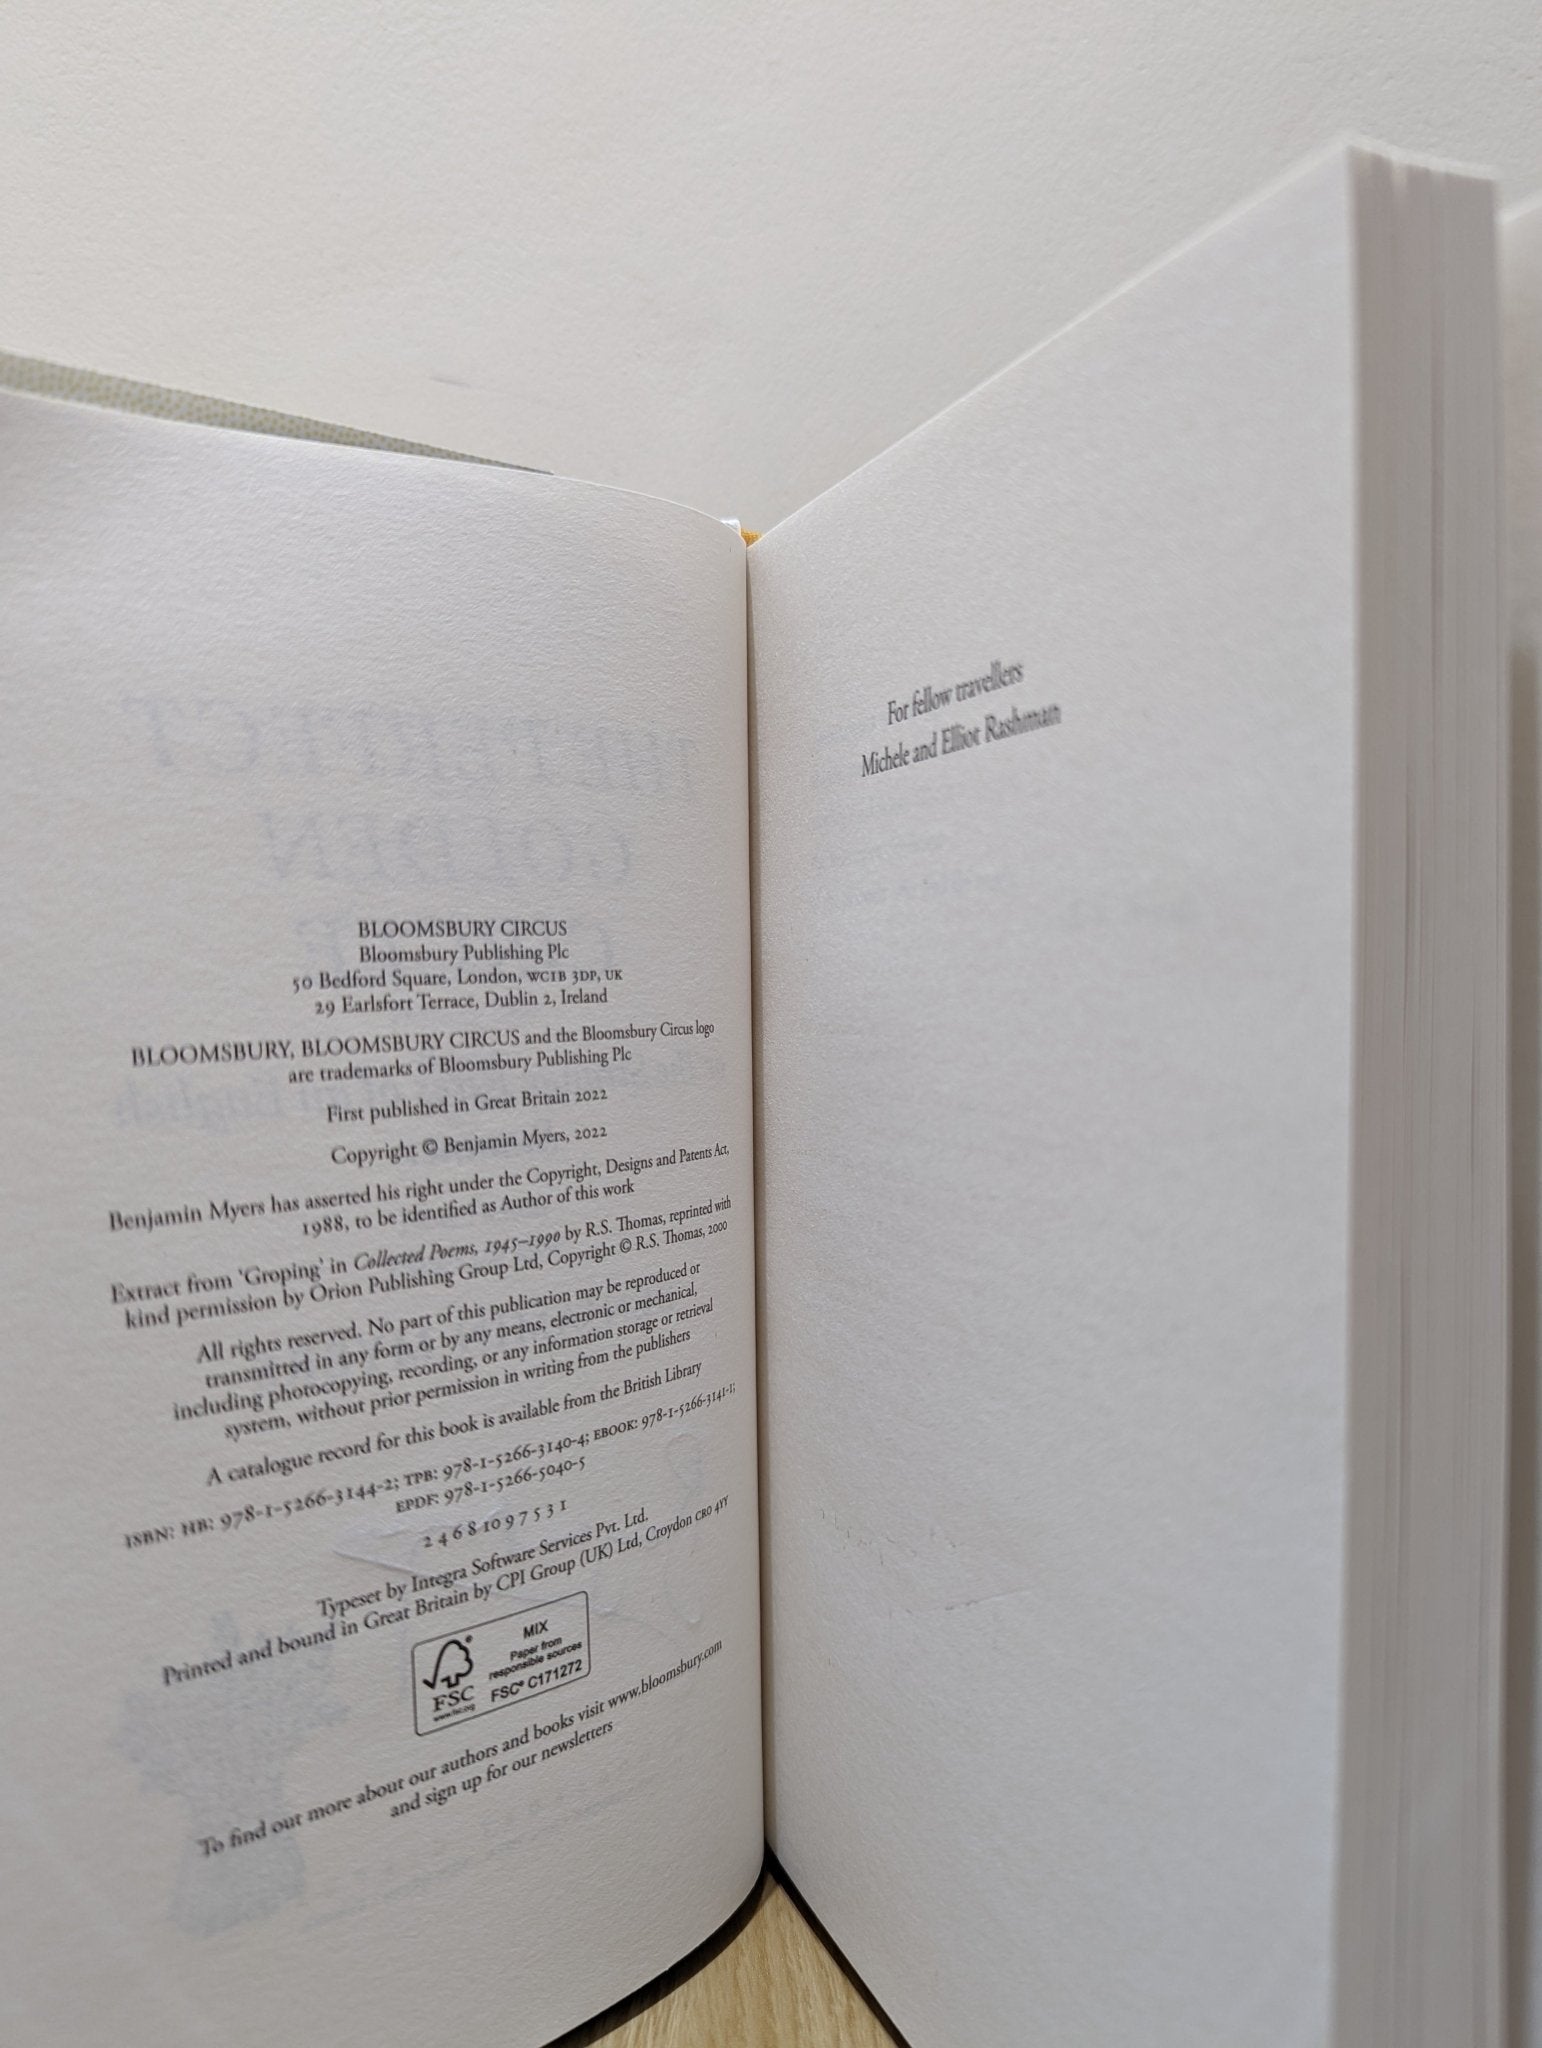 BLOOMSBURY CIRCUS
Bloomsbury Publishing Plc
50 Bedford Square, London, WC1B 3DP, UK
29 Earlsfort Terrace, Dublin 2, Ireland
BLOOMSBURY, BLOOMSBURY CIRCUS and the Bloomsbury Circus logo
are trademarks of Bloomsbury Publishing Plc
First published in Great Britain 2022
Copyright © Benjamin Myers, 2022
Benjamin Myers has asserted his right under the Copyright, Designs and Patents Act,
1988, to be identified as Author of this work
Extract from ‘Groping’ in Collected Poems, 1945–1990 by R.S. Thomas, reprinted with
kind permission by Orion Publishing Group Ltd, Copyright © R.S. Thomas, 2000
All rights reserved. No part of this publication may be reproduced or
transmitted in any form or by any means, electronic or mechanical,
including photocopying, recording, or any information storage or retrieval
system, without prior permission in writing from the publishers
A catalogue record for this book is available from the British Library
ISBN: HB: 978-1-5266-3144-2; TPB: 978-1-5266-3140-4; EBOOK: 978-1-5266-3141-1;
EPDF: 978-1-5266-5040-5
2 4 6 8 10 9 7 5 3 1
Typeset by Integra Software Services Pvt. Ltd.
Printed and bound in Great Britain by CPI Group (UK) Ltd, Croydon CR0 4YY
MIX
Paper from
responsible sources
FSC® C171272
FSC
www.fsc.org
To find out more about our authors and books visit www.bloomsbury.com
and sign up for our newsletters
For fellow travellers
Michele and Elliot Rashman